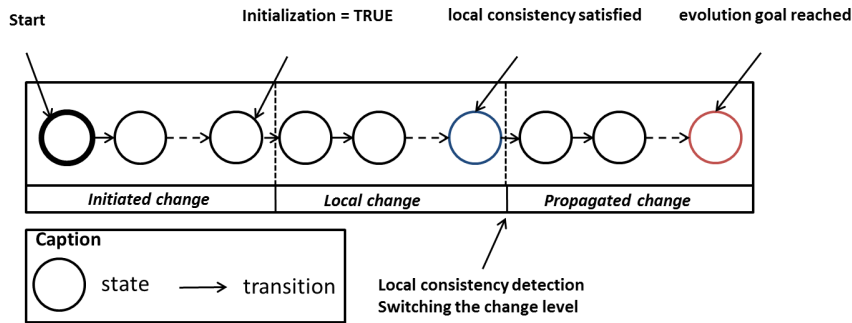 Start
Initialization = TRUE
local consistency satisfied
evolution goal reached
Initiated change
Local change
Propagated change
Caption
state
transition
Local consistency detection
Switching the change level